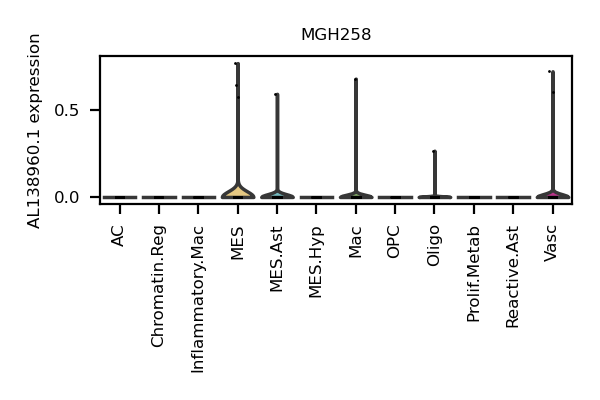 MGH258
AL138960.1 expression
0.5
0.0
AC
Chromatin.Reg
Inflammatory.Mac
MES
MES.Ast
MES.Hyp
Mac
OPC
Oligo
Prolif.Metab
Reactive.Ast
Vasc